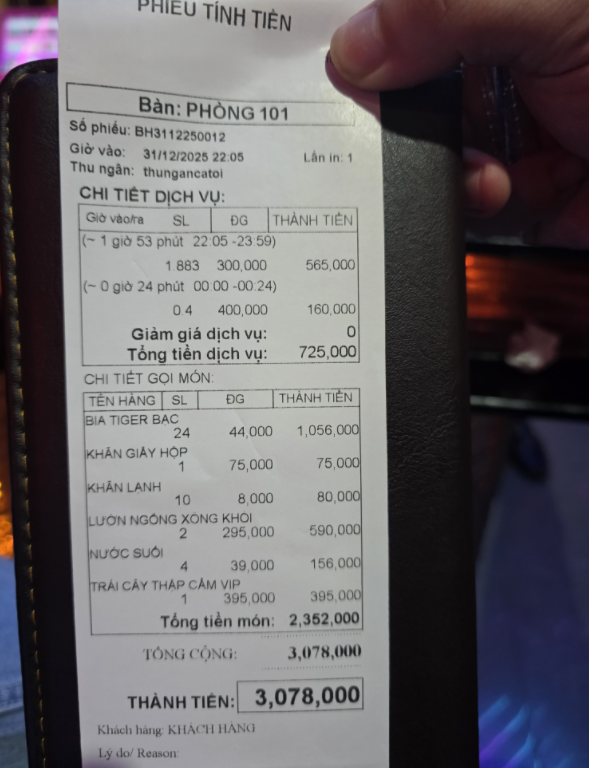 PHIẾU TÍNH TIỀN
Bàn: PHÒNG 101
Số phiếu: BH3112250012
Giờ vào: 31/12/2025 22:05 Lần in: 1
Thu ngân: thungancatoi
CHI TIẾT DỊCH VỤ:
Giờ vào/ra SL ĐG THÀNH TIỀN
(~ 1 giờ 53 phút 22:05 -23:59)
1.883 300,000 565,000
(~ 0 giờ 24 phút 00:00 -00:24)
0.4 400,000 160,000
Giảm giá dịch vụ: 0
Tổng tiền dịch vụ: 725,000
CHI TIẾT GỌI MÓN:
TÊN HÀNG SL ĐG THÀNH TIỀN
BIA TIGER BẠC
24 44,000 1,056,000
KHĂN GIẤY HỘP
1 75,000 75,000
KHĂN LẠNH
10 8,000 80,000
LƯỜN NGỖNG XÔNG KHÓI
2 295,000 590,000
NƯỚC SUỐI
4 39,000 156,000
TRÁI CÂY THẬP CẨM VIP
1 395,000 395,000
Tổng tiền món: 2,352,000
TỔNG CỘNG: 3,078,000
THÀNH TIỀN: 3,078,000
Khách hàng: KHÁCH HÀNG
Lý do/ Reason: